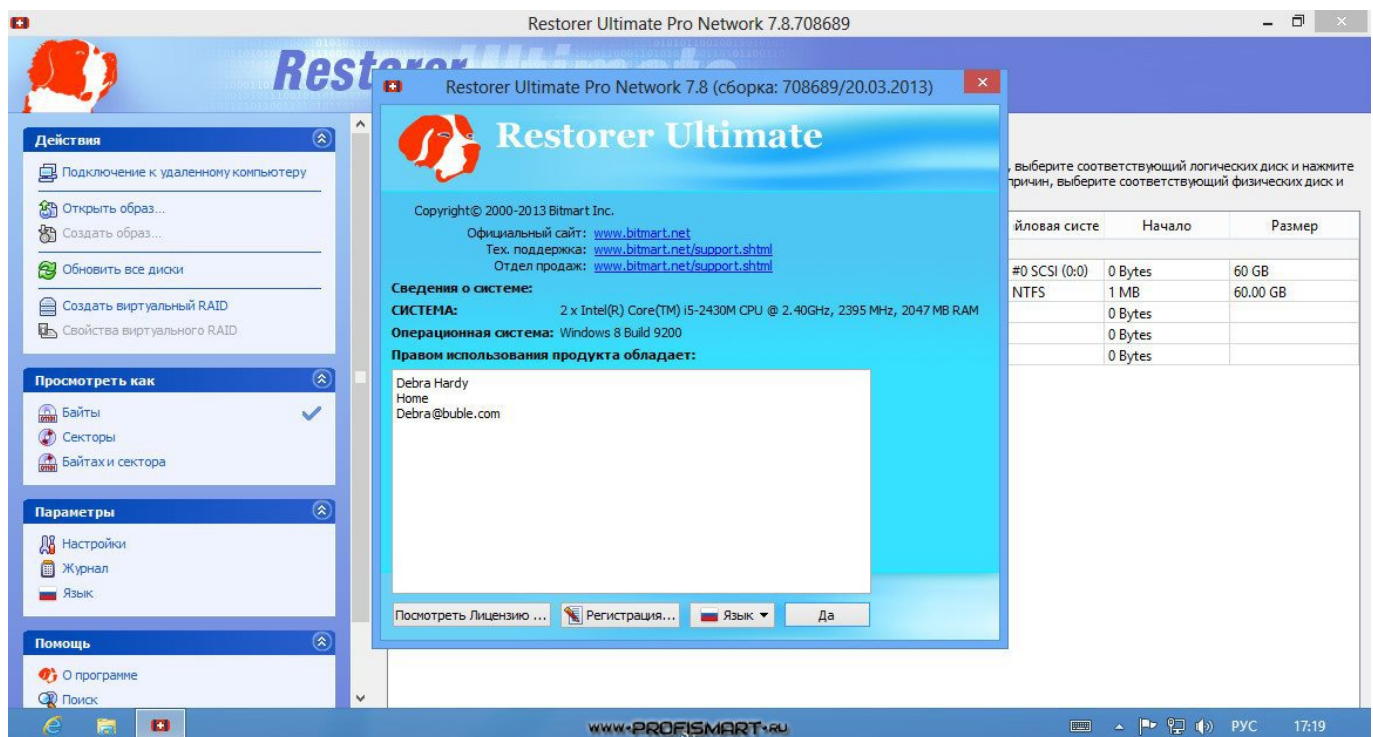 Restorer Ultimate Pro Network 7.8.708689
Restorer Ultimate Pro Network 7.8 (сборка: 708689/20.03.2013)
Restorer Ultimate
Copyright© 2000-2013 Bitmart Inc.
Официальный сайт: www.bitmart.net
Тех. поддержка: www.bitmart.net/support.shtml
Отдел продаж: www.bitmart.net/support.shtml
Сведения о системе:
СИСТЕМА: 2 x Intel(R) Core(TM) i5-2430M CPU @ 2.40GHz, 2395 MHz, 2047 MB RAM
Операционная система: Windows 8 Build 9200
Правом использования продукта обладает:
Debra Hardy
Home
Debra@buble.com
Посмотреть Лицензию ...
Регистрация...
Язык
Да
Действия
Подключение к удаленному компьютеру
Открыть образ...
Создать образ...
Обновить все диски
Создать виртуальный RAID
Свойства виртуального RAID
Просмотреть как
Байты
Секторы
Байтах и сектора
Параметры
Настройки
Журнал
Язык
Помощь
О программе
Поиск
, выберите соответствующий логических диск и нажмите
причин, выберите соответствующий физических диск и
йловая систе Начало Размер
#0 SCSI (0:0) 0 Bytes 60 GB
NTFS 1 MB 60.00 GB
0 Bytes
0 Bytes
0 Bytes
www.PROFISMART.RU
РУС 17:19